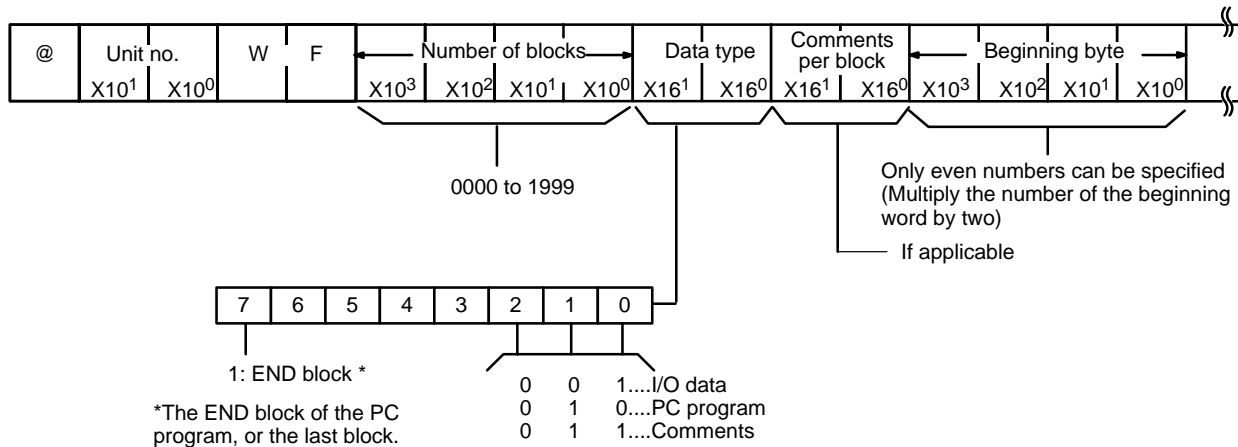 @ Unit no. W F Number of blocks Data type Comments per block Beginning byte
X10¹ X10⁰ X10³ X10² X10¹ X10⁰ X16¹ X16⁰ X16¹ X16⁰ X10³ X10² X10¹ X10⁰
0000 to 1999
Only even numbers can be specified
(Multiply the number of the beginning
word by two)
If applicable
7 6 5 4 3 2 1 0
1: END block *
*The END block of the PC
program, or the last block.
0 0 1....I/O data
0 1 0....PC program
0 1 1....Comments